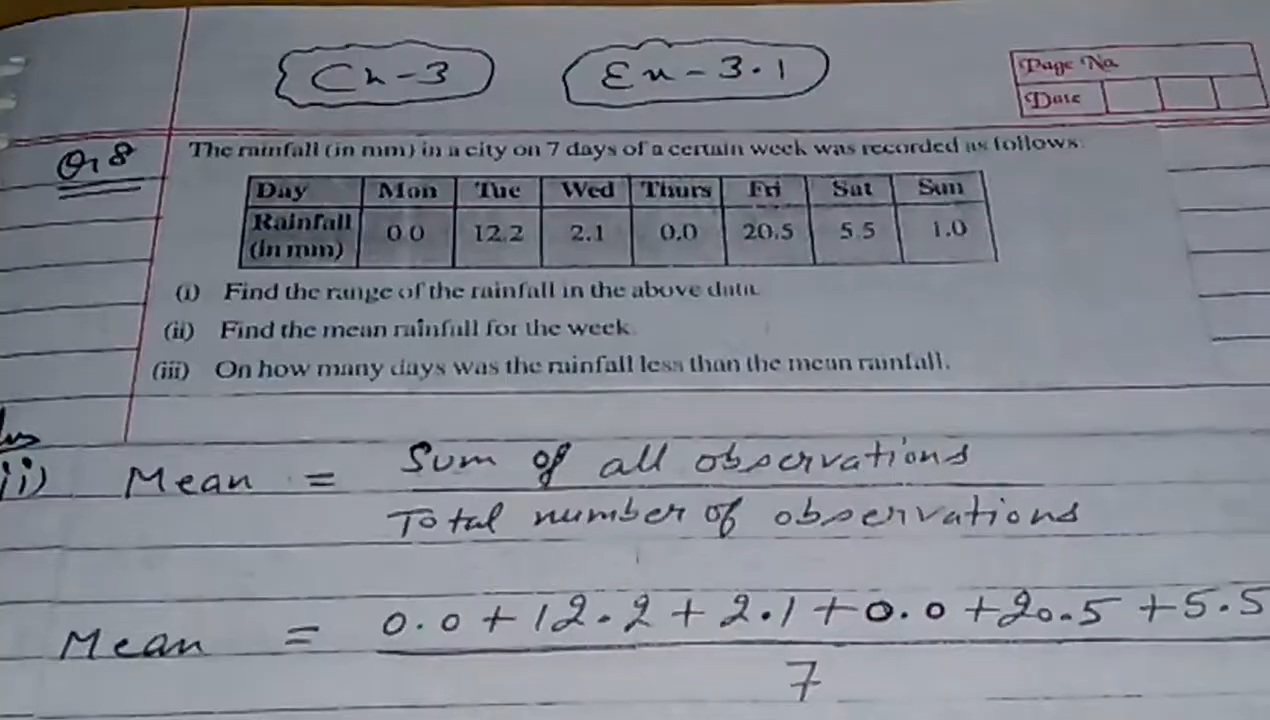 Ch-3 Ex-3.1
Page No.
Date
Q.8 The rainfall (in mm) in a city on 7 days of a certain week was recorded as follows:
Day Mon Tue Wed Thurs Fri Sat Sun
Rainfall (in mm) 0.0 12.2 2.1 0.0 20.5 5.5 1.0
(i) Find the range of the rainfall in the above data.
(ii) Find the mean rainfall for the week.
(iii) On how many days was the rainfall less than the mean rainfall.
ii) Mean = Sum of all observations
Total number of observations
Mean = 0.0 + 12.2 + 2.1 + 0.0 + 20.5 + 5.5
7